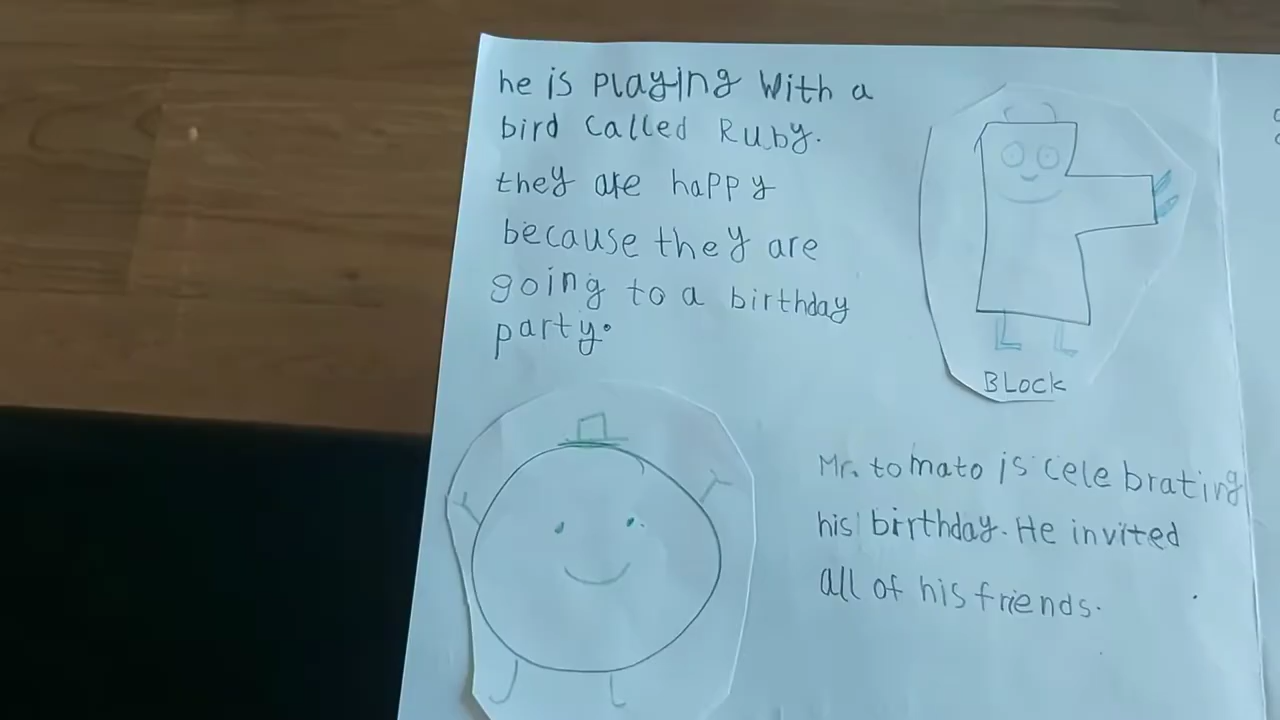 he is playing with a
bird called Ruby.
they are happy
because they are
going to a birthday
party.
BLock
Mr. tomato is celebrating
his birthday. He invited
all of his friends.